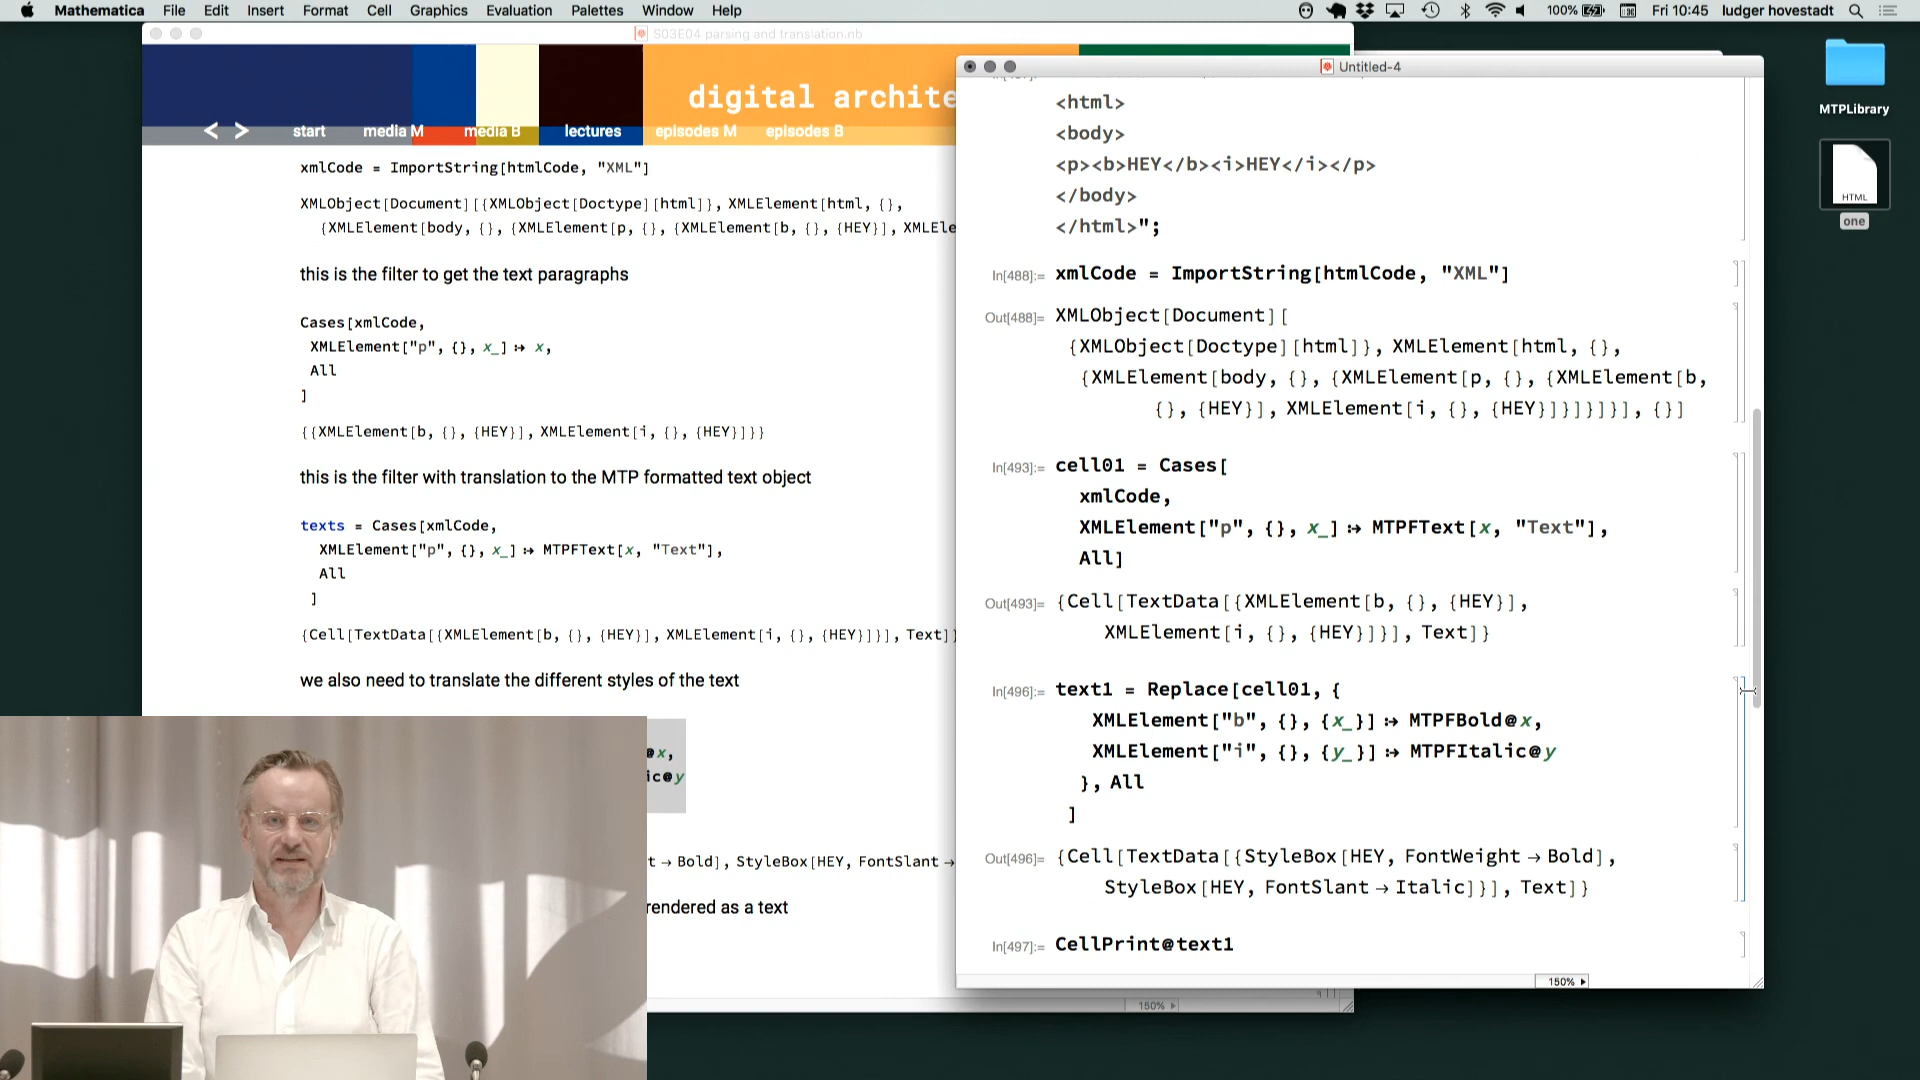 Mathematica File Edit Insert Format Cell Graphics Evaluation Palettes Window Help
100% Fri 10:45 ludger hovestadt
S03E04 parsing and translation.nb
digital archite
< > start media M media B lectures episodes M episodes B
xmlCode = ImportString[htmlCode, "XML"]
XMLObject[Document][{XMLObject[Doctype][html]}, XMLElement[html, {},
{XMLElement[body, {}, {XMLElement[p, {}, {XMLElement[b, {}, {HEY}], XMLEle
this is the filter to get the text paragraphs
Cases[xmlCode,
XMLElement["p", {}, x_] :→ x,
All
]
{{XMLElement[b, {}, {HEY}], XMLElement[i, {}, {HEY}]}}
this is the filter with translation to the MTP formatted text object
texts = Cases[xmlCode,
XMLElement["p", {}, x_] :→ MTPFText[x, "Text"],
All
]
{Cell[TextData[{XMLElement[b, {}, {HEY}], XMLElement[i, {}, {HEY}]}], Text]}
we also need to translate the different styles of the text
@x,
ic@y
t → Bold], StyleBox[HEY, FontSlant →
rendered as a text
150%
Untitled-4
<html>
<body>
<p><b>HEY</b><i>HEY</i></p>
</body>
</html>";
In[488]:= xmlCode = ImportString[htmlCode, "XML"]
Out[488]= XMLObject[Document][
{XMLObject[Doctype][html]}, XMLElement[html, {},
{XMLElement[body, {}, {XMLElement[p, {}, {XMLElement[b,
{}, {HEY}], XMLElement[i, {}, {HEY}]}]}]}], {}]
In[493]:= cell01 = Cases[
xmlCode,
XMLElement["p", {}, x_] :→ MTPFText[x, "Text"],
All]
Out[493]= {Cell[TextData[{XMLElement[b, {}, {HEY}],
XMLElement[i, {}, {HEY}]}], Text]}
In[496]:= text1 = Replace[cell01, {
XMLElement["b", {}, {x_}] :→ MTPFBold@x,
XMLElement["i", {}, {y_}] :→ MTPFItalic@y
}, All
]
Out[496]= {Cell[TextData[{StyleBox[HEY, FontWeight → Bold],
StyleBox[HEY, FontSlant → Italic]}], Text]}
In[497]:= CellPrint@text1
150%
MTPLibrary
HTML
one